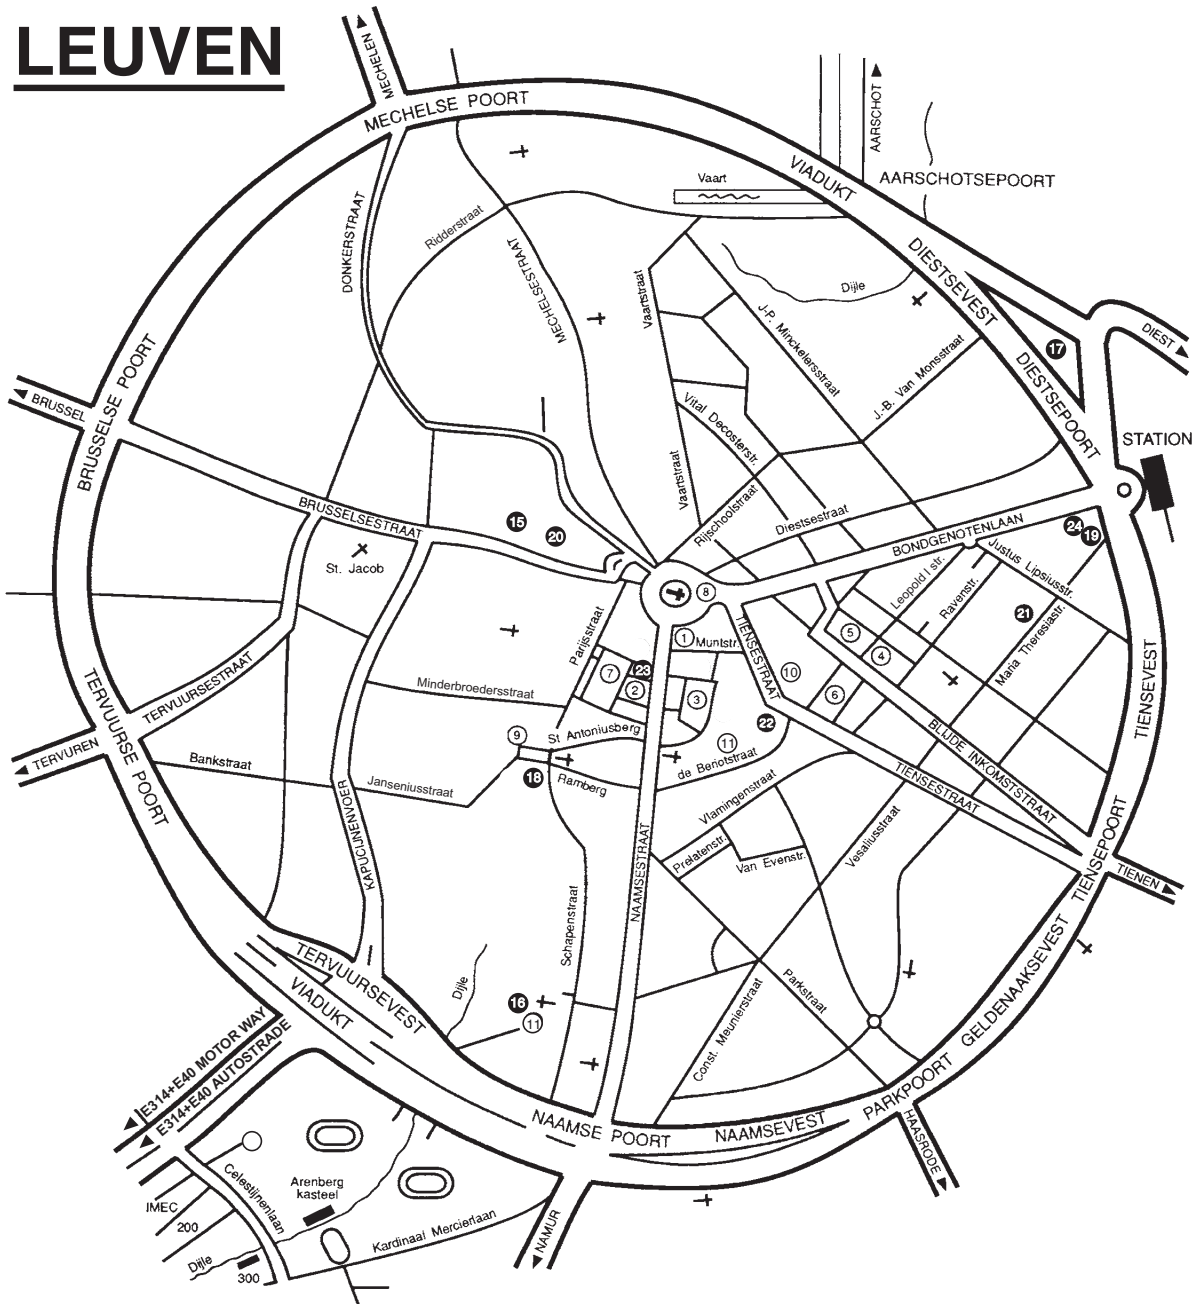 LEUVEN
MECHELEN
MECHELSE POORT
AARSCHOT
VIADUKT
AARSCHOTSEPOORT
Vaart
DONKERSTRAAT
Ridderstraat
MECHELSESTRAAT
DIESTSEVEST
Dijle
Vaartstraat
J-P. Minckelersstraat
DIEST
17
J.-B. Van Monsstraat
DIESTSEPOORT
BRUSSELSE POORT
BRUSSEL
Vital Decosterstr.
STATION
Vaartstraat
Rijschoolstraat
Diestsestraat
BRUSSELSESTRAAT
15
20
BONDGENOTENLAAN
24
19
St. Jacob
Justus Lipsiusstr.
Leopold I str.
Ravenstr.
8
21
Maria Theresiastr.
Parijsstraat
1
Muntstr.
TIENSESTRAAT
5
4
TIENSEVEST
7
23
2
3
10
6
Minderbroedersstraat
TERVUURSESTRAAT
TERVUURSE POORT
TERVUREN
9
St Antoniusberg
22
11
BLIJDE INKOMSTSTRAAT
Bankstraat
Janseniusstraat
18
Ramberg
de Beriotstraat
TIENSESTRAAT
Vlamingenstraat
KAPUCIJNENVOER
Prelatenstr.
Van Evenstr.
Vesaliusstraat
TIENSEPOORT
TIENEN
NAAMSESTRAAT
Schapenstraat
TERVUURSEVEST
VIADUKT
Dijle
16
11
Parkstraat
Const. Meunierstraat
GELDENAAKSEVEST
E314+E40 MOTOR WAY
E314+E40 AUTOSTRADE
NAAMSE POORT
NAAMSEVEST
PARKPOORT
HAASRODE
Celestijnenlaan
Arenberg
kasteel
IMEC
200
Kardinaal Mercierlaan
NAMUR
Dijle
300